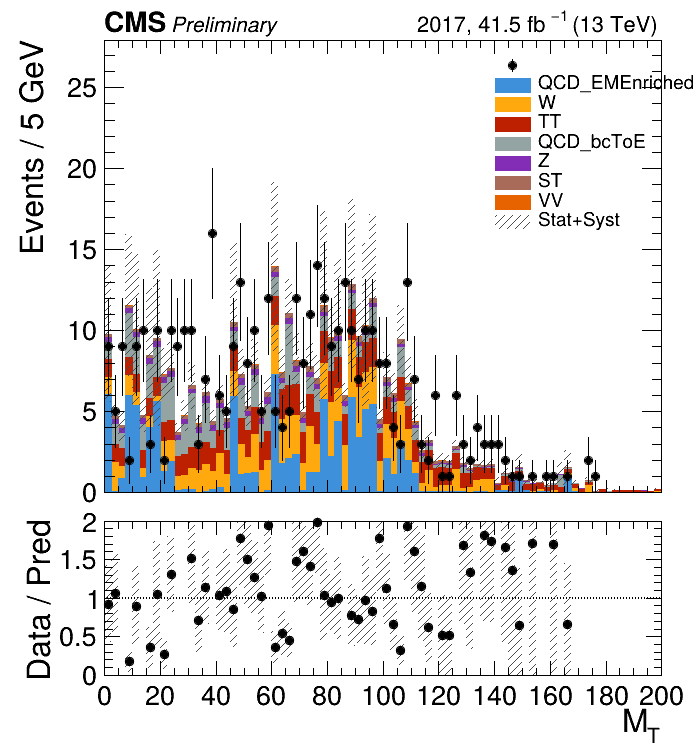 CMS Preliminary 2017, 41.5 fb⁻¹ (13 TeV)
Events / 5 GeV
25
20
15
10
5
0
QCD_EMEnriched
W
TT
QCD_bcToE
Z
ST
VV
Stat+Syst
Data / Pred
2
1.5
1
0.5
0
0 20 40 60 80 100 120 140 160 180 200
M_T